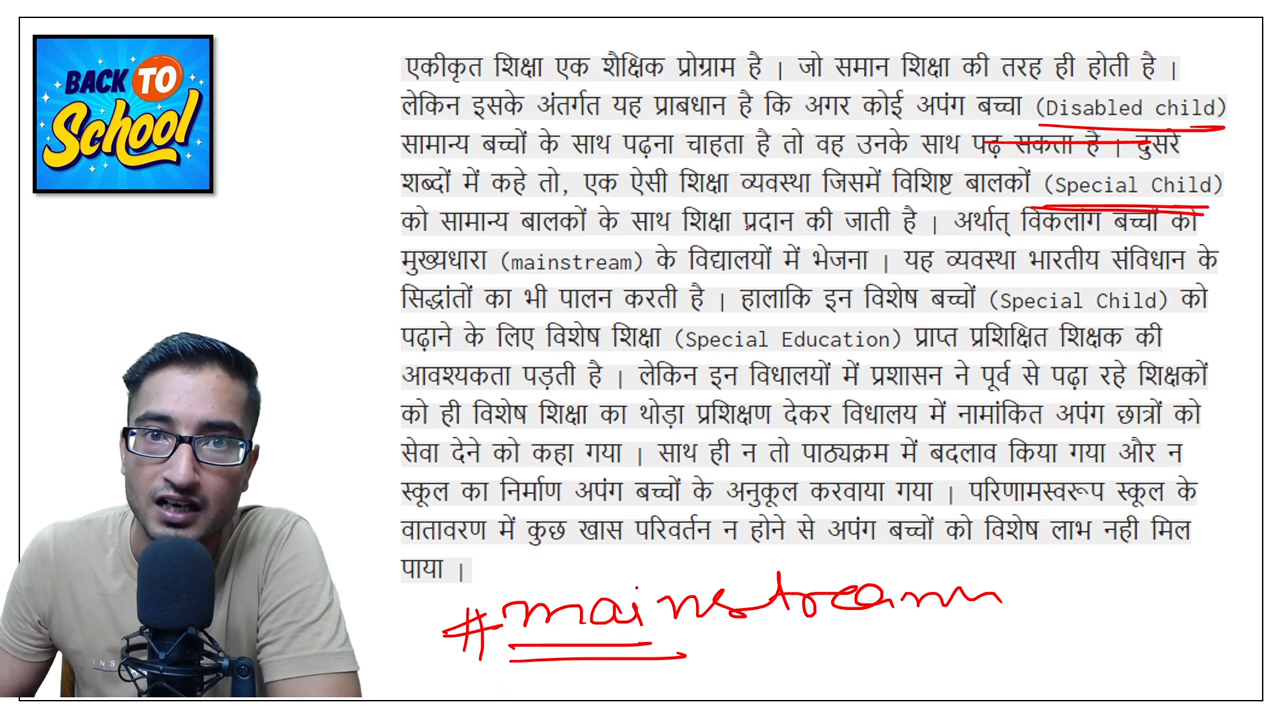 BACK TO
School
एकीकृत शिक्षा एक शैक्षिक प्रोग्राम है | जो समान शिक्षा की तरह ही होती है |
लेकिन इसके अंतर्गत यह प्राबधान है कि अगर कोई अपंग बच्चा (Disabled child)
सामान्य बच्चों के साथ पढ़ना चाहता है तो वह उनके साथ पढ़ सकता है | दुसरे
शब्दों में कहे तो, एक ऐसी शिक्षा व्यवस्था जिसमें विशिष्ट बालकों (Special Child)
को सामान्य बालकों के साथ शिक्षा प्रदान की जाती है | अर्थात् विकलांग बच्चों को
मुख्यधारा (mainstream) के विद्यालयों में भेजना | यह व्यवस्था भारतीय संविधान के
सिद्धांतों का भी पालन करती है | हालाकि इन विशेष बच्चों (Special Child) को
पढ़ाने के लिए विशेष शिक्षा (Special Education) प्राप्त प्रशिक्षित शिक्षक की
आवश्यकता पड़ती है | लेकिन इन विधालयों में प्रशासन ने पूर्व से पढ़ा रहे शिक्षकों
को ही विशेष शिक्षा का थोड़ा प्रशिक्षण देकर विधालय में नामांकित अपंग छात्रों को
सेवा देने को कहा गया | साथ ही न तो पाठ्यक्रम में बदलाव किया गया और न
स्कूल का निर्माण अपंग बच्चों के अनुकूल करवाया गया | परिणामस्वरूप स्कूल के
वातावरण में कुछ खास परिवर्तन न होने से अपंग बच्चों को विशेष लाभ नही मिल
पाया |
#mainstream